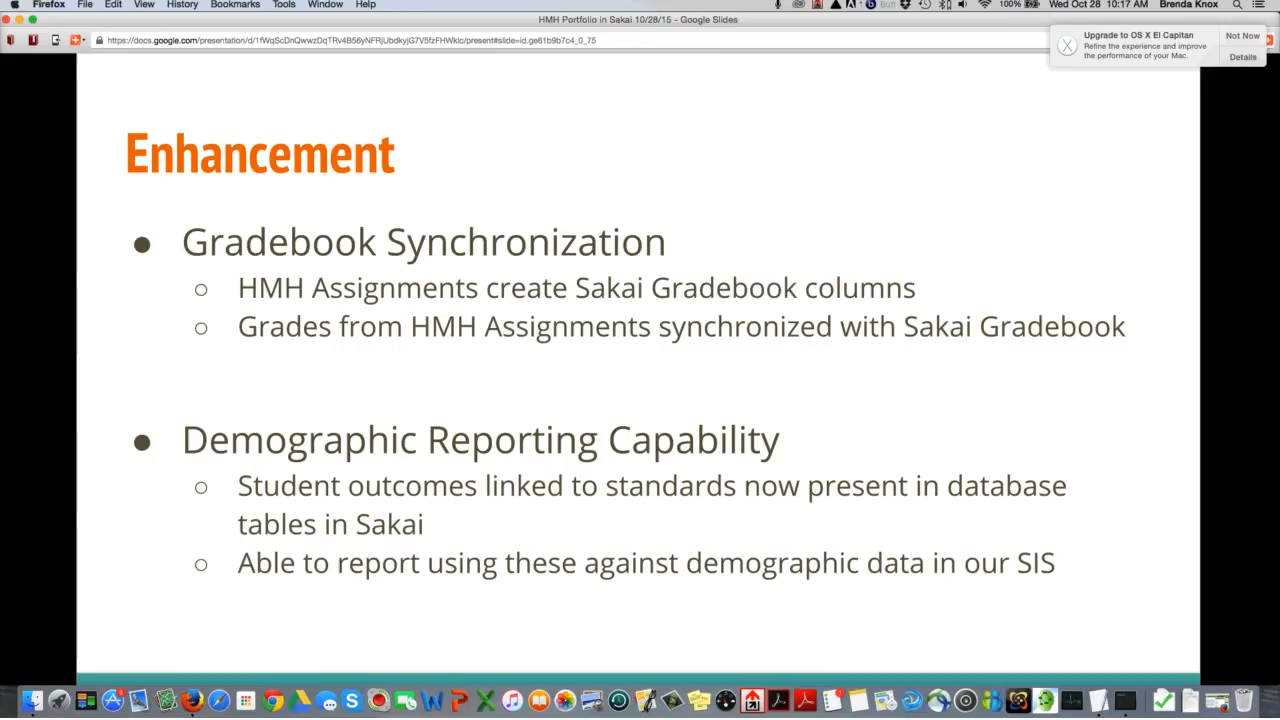 Firefox File Edit View History Bookmarks Tools Window Help 100% Wed Oct 28 10:17 AM Brenda Knox
HMH Portfolio in Sakai 10/28/15 - Google Slides
Upgrade to OS X El Capitan
Refine the experience and improve
the performance of your Mac.
Not Now
Details
Enhancement
● Gradebook Synchronization
○ HMH Assignments create Sakai Gradebook columns
○ Grades from HMH Assignments synchronized with Sakai Gradebook
● Demographic Reporting Capability
○ Student outcomes linked to standards now present in database
tables in Sakai
○ Able to report using these against demographic data in our SIS